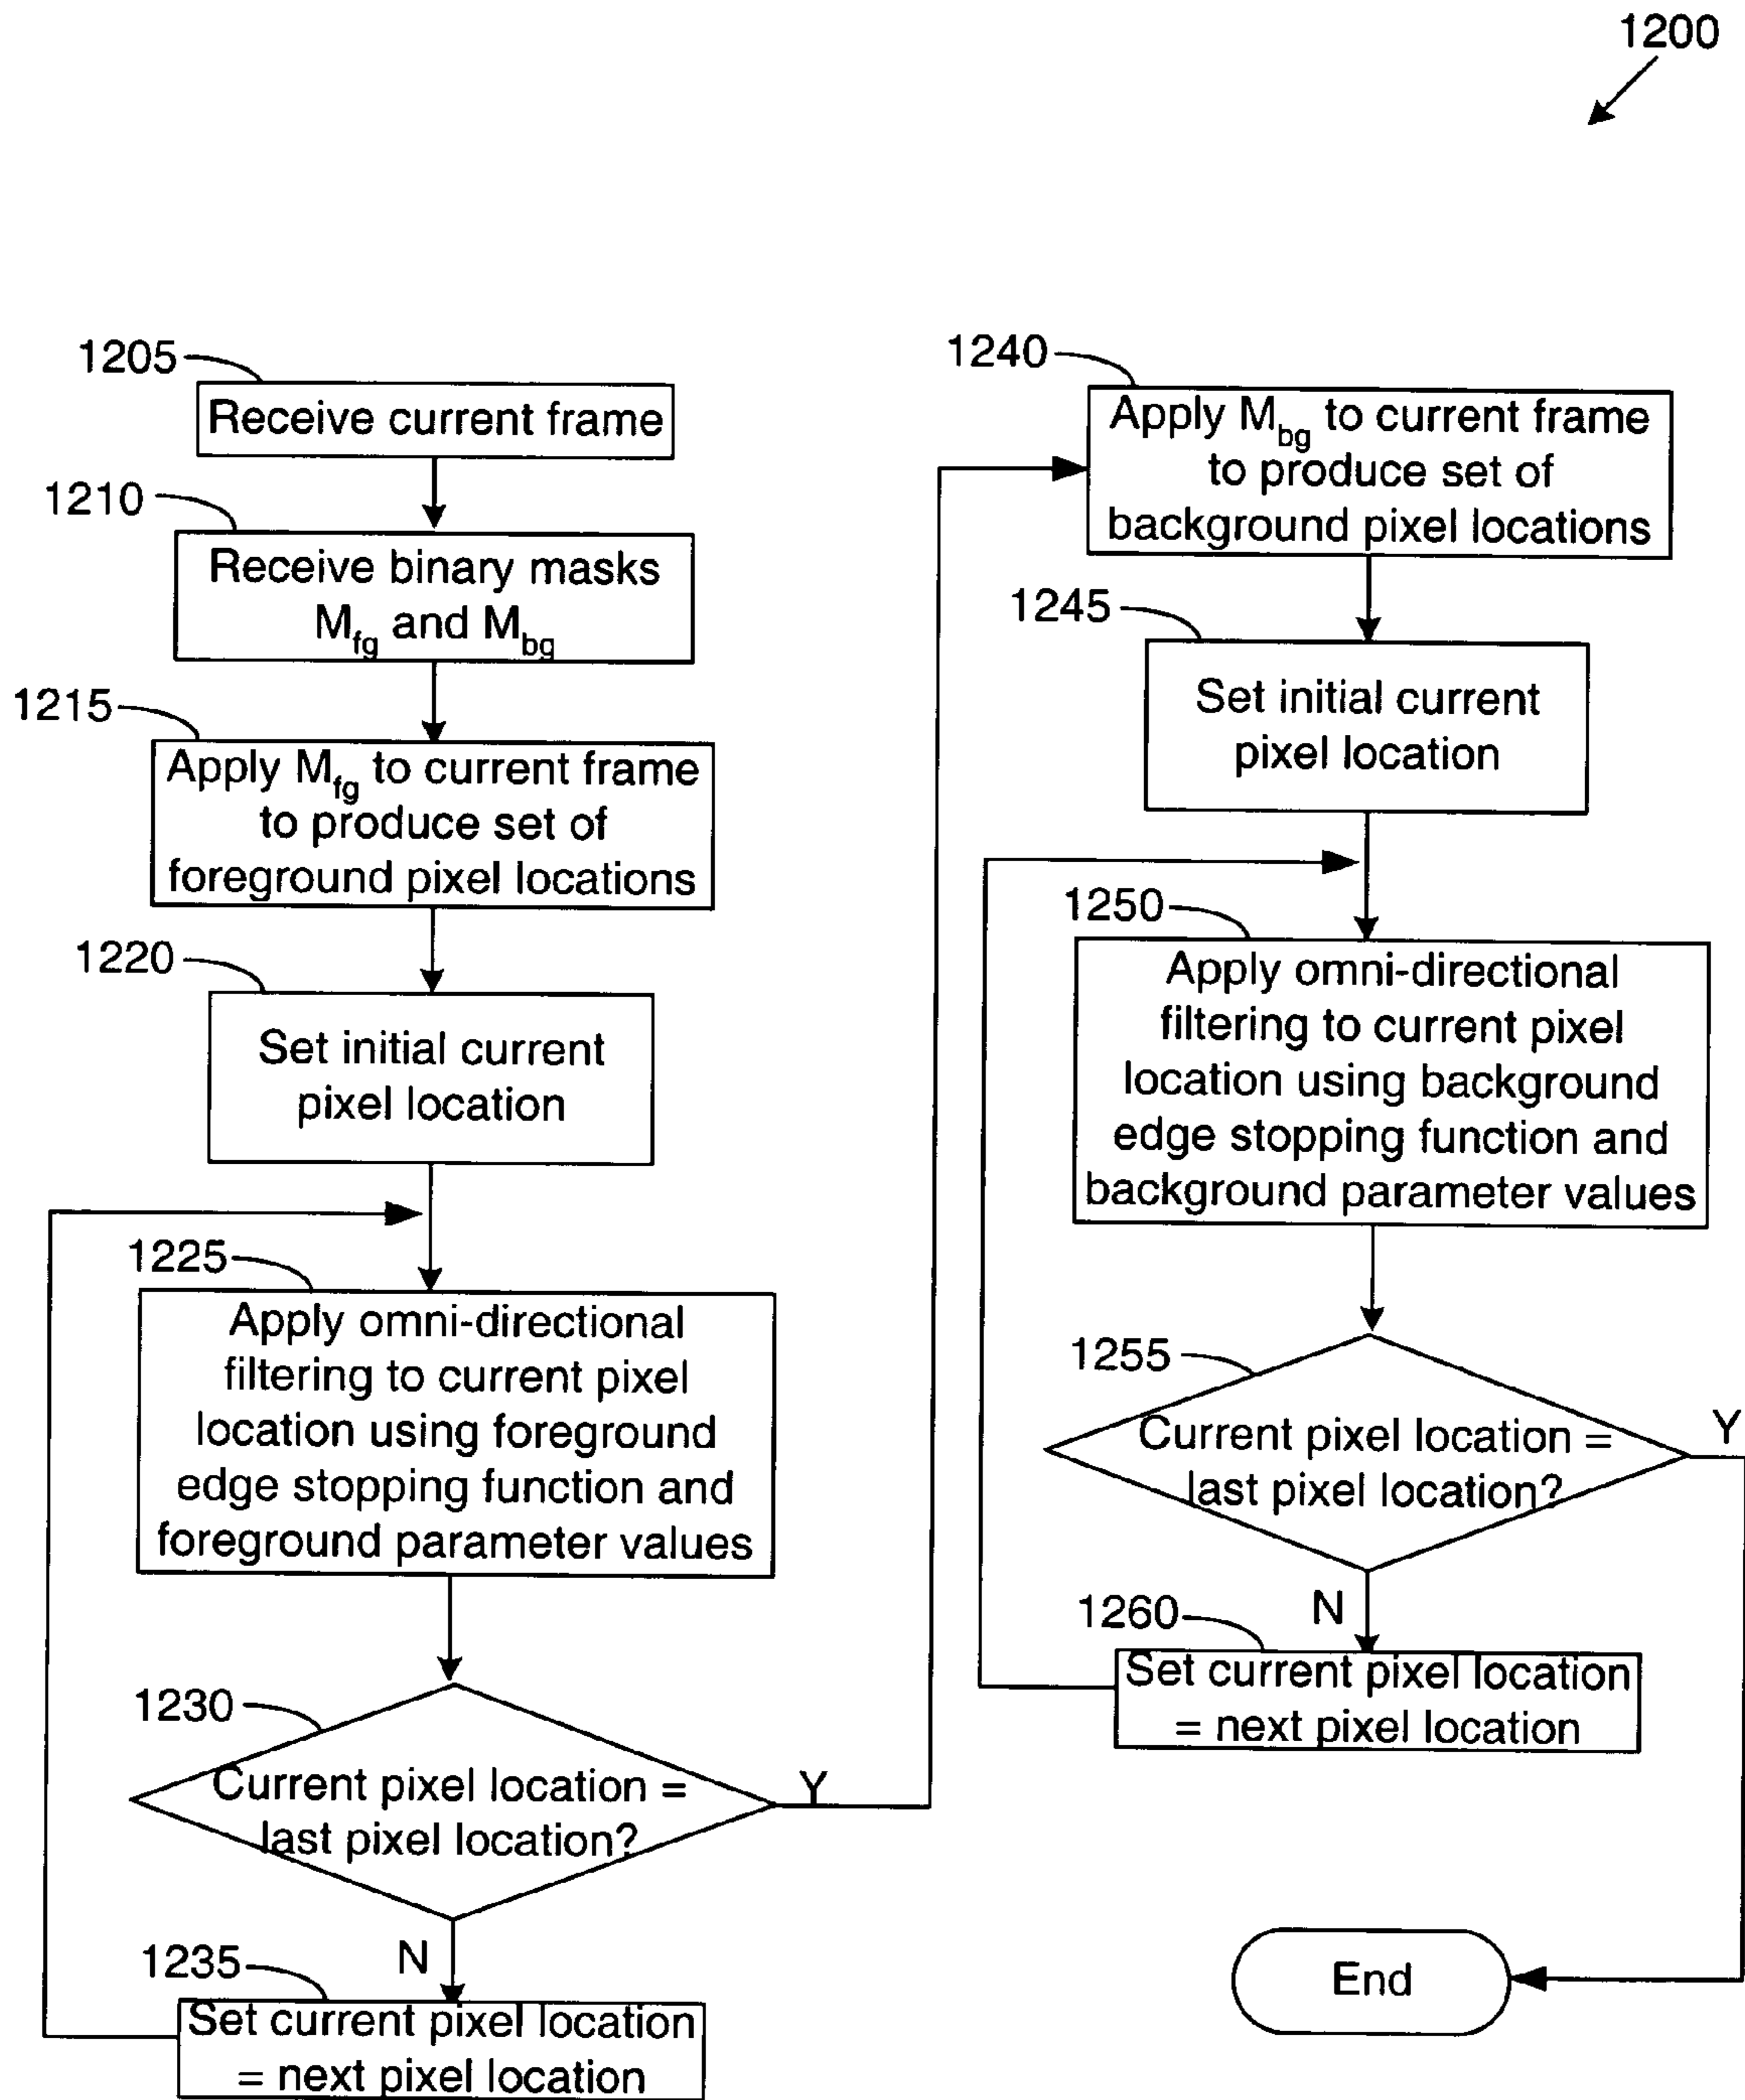 1200
1205
Receive current frame
1210
Receive binary masks
Mfg and Mbg
1215
Apply Mfg to current frame
to produce set of
foreground pixel locations
1220
Set initial current
pixel location
1225
Apply omni-directional
filtering to current pixel
location using foreground
edge stopping function and
foreground parameter values
1230
Current pixel location =
last pixel location?
Y
N
1235
Set current pixel location
= next pixel location
1240
Apply Mbg to current frame
to produce set of
background pixel locations
1245
Set initial current
pixel location
1250
Apply omni-directional
filtering to current pixel
location using background
edge stopping function and
background parameter values
1255
Current pixel location =
last pixel location?
Y
N
1260
Set current pixel location
= next pixel location
End